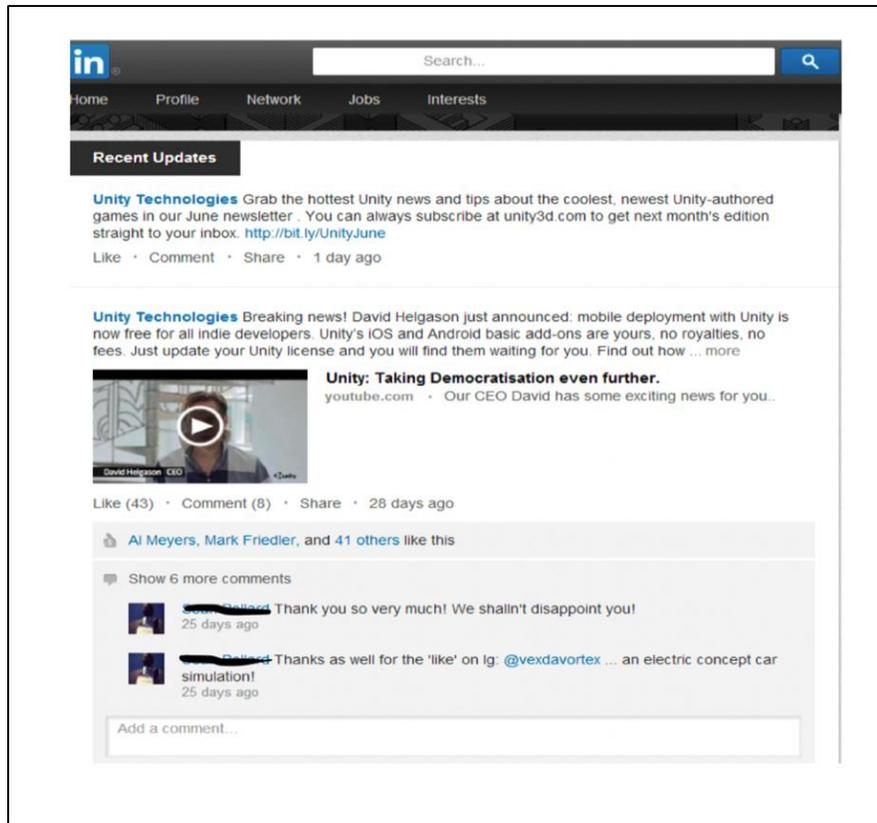 in ®
Search...
Home Profile Network Jobs Interests
Recent Updates
Unity Technologies Grab the hottest Unity news and tips about the coolest, newest Unity-authored
games in our June newsletter . You can always subscribe at unity3d.com to get next month's edition
straight to your inbox. http://bit.ly/UnityJune
Like · Comment · Share · 1 day ago
Unity Technologies Breaking news! David Helgason just announced: mobile deployment with Unity is
now free for all indie developers. Unity's iOS and Android basic add-ons are yours, no royalties, no
fees. Just update your Unity license and you will find them waiting for you. Find out how ... more
Unity: Taking Democratisation even further.
youtube.com · Our CEO David has some exciting news for you..
David Helgason CEO
unity
Like (43) · Comment (8) · Share · 28 days ago
Al Meyers, Mark Friedler, and 41 others like this
Show 6 more comments
Thank you so very much! We shalln't disappoint you!
25 days ago
Thanks as well for the 'like' on Ig: @vexdavortex ... an electric concept car
simulation!
25 days ago
Add a comment...